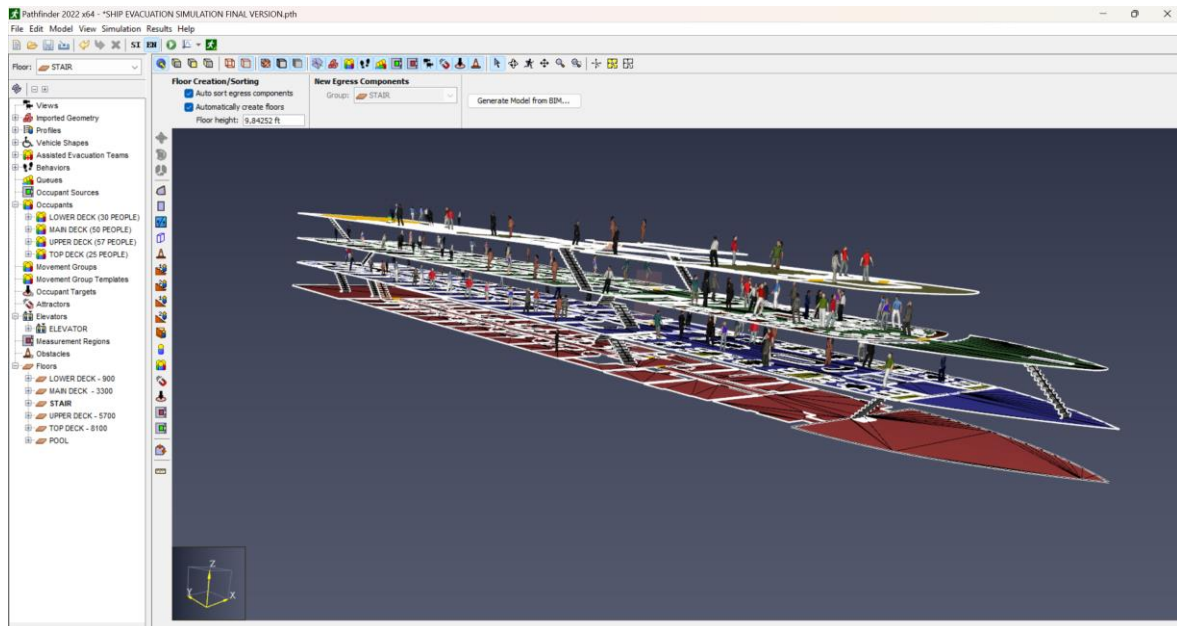 Pathfinder 2022 x64 - *SHIP EVACUATION SIMULATION FINAL VERSION.pth
File Edit Model View Simulation Results Help
SI EN
Floor: STAIR
Floor Creation/Sorting
Auto sort egress components
Automatically create floors
Floor height: 9.84252 ft
New Egress Components
Group: STAIR
Generate Model from BIM...
Views
Imported Geometry
Profiles
Vehicle Shapes
Assisted Evacuation Teams
Behaviors
Queues
Occupant Sources
Occupants
LOWER DECK (30 PEOPLE)
MAIN DECK (50 PEOPLE)
UPPER DECK (57 PEOPLE)
TOP DECK (25 PEOPLE)
Movement Groups
Movement Group Templates
Occupant Targets
Attractors
Elevators
ELEVATOR
Measurement Regions
Obstacles
Floors
LOWER DECK - 900
MAIN DECK - 3300
STAIR
UPPER DECK - 5700
TOP DECK - 8100
POOL
Z
Y X